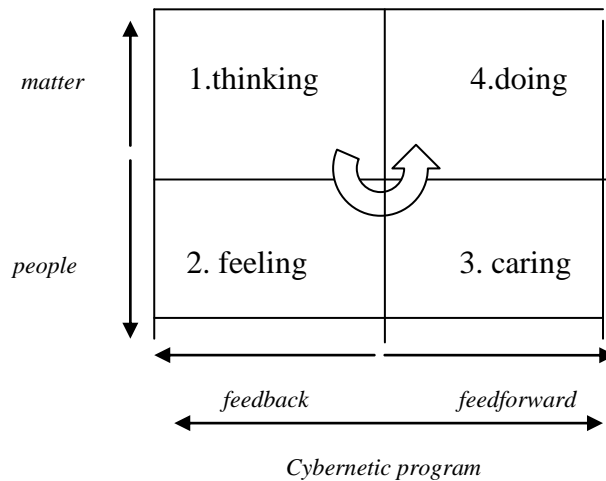 matter
1.thinking
4.doing
people
2. feeling
3. caring
feedback
feedforward
Cybernetic program